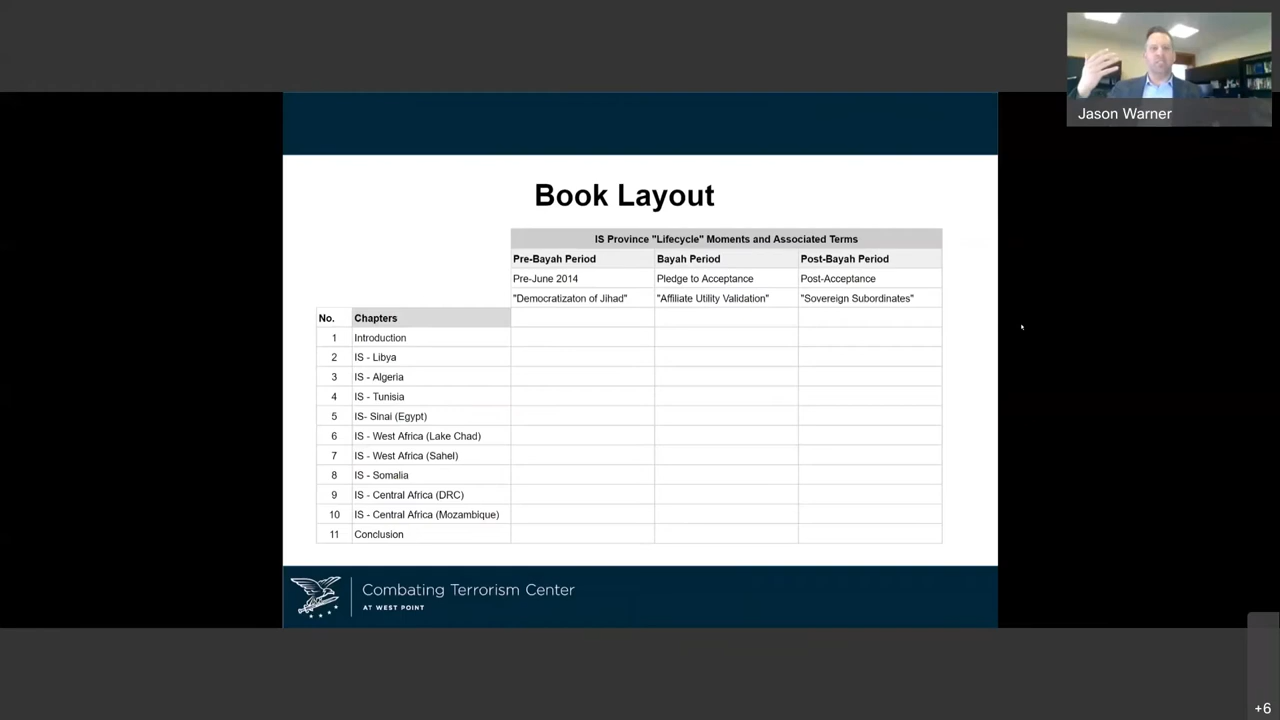 Jason Warner
Book Layout
IS Province "Lifecycle" Moments and Associated Terms
Pre-Bayah Period Bayah Period Post-Bayah Period
Pre-June 2014 Pledge to Acceptance Post-Acceptance
"Democratizaton of Jihad" "Affiliate Utility Validation" "Sovereign Subordinates"
No. Chapters
1 Introduction
2 IS - Libya
3 IS - Algeria
4 IS - Tunisia
5 IS- Sinai (Egypt)
6 IS - West Africa (Lake Chad)
7 IS - West Africa (Sahel)
8 IS - Somalia
9 IS - Central Africa (DRC)
10 IS - Central Africa (Mozambique)
11 Conclusion
Combating Terrorism Center
AT WEST POINT
+6